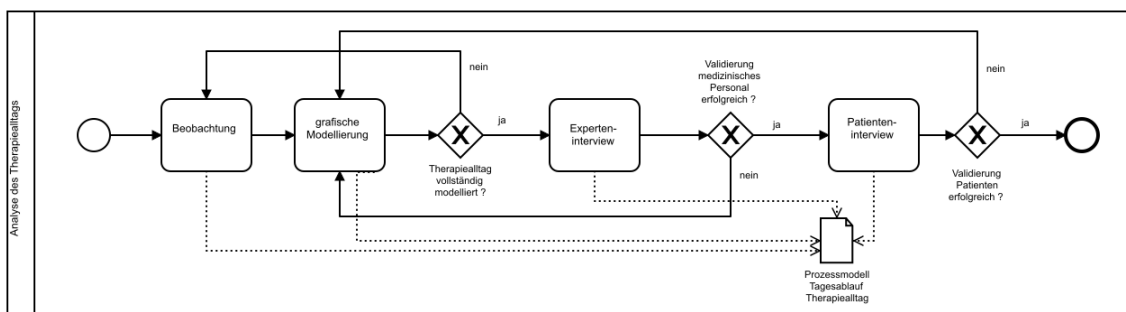 Analyse des Therapiealltags
Beobachtung
grafische
Modellierung
nein
Therapiealltag
vollständig
modelliert ?
ja
Experten-
interview
Validierung
medizinisches
Personal
erfolgreich ?
ja
nein
Patienten-
interview
nein
ja
Validierung
Patienten
erfolgreich ?
Prozessmodell
Tagesablauf
Therapiealltag